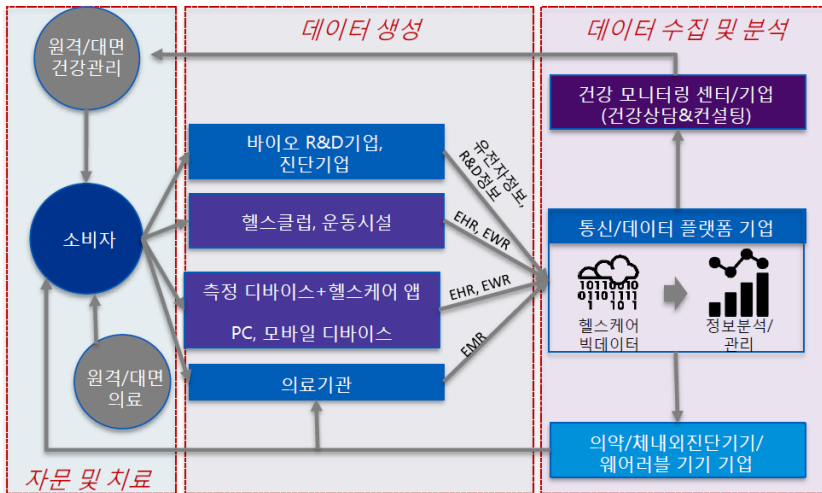 데이터 생성
데이터 수집 및 분석
원격/대면
건강관리
소비자
원격/대면
의료
자문 및 치료
바이오 R&D기업,
진단기업
헬스클럽, 운동시설
측정 디바이스+헬스케어 앱
PC, 모바일 디바이스
의료기관
유전자정보,
R&D정보
EHR, EWR
EHR, EWR
EMR
건강 모니터링 센터/기업
(건강상담&컨설팅)
통신/데이터 플랫폼 기업
10110010
0110 111
헬스케어
빅데이터
정보분석/
관리
의약/체내외진단기기/
웨어러블 기기 기업